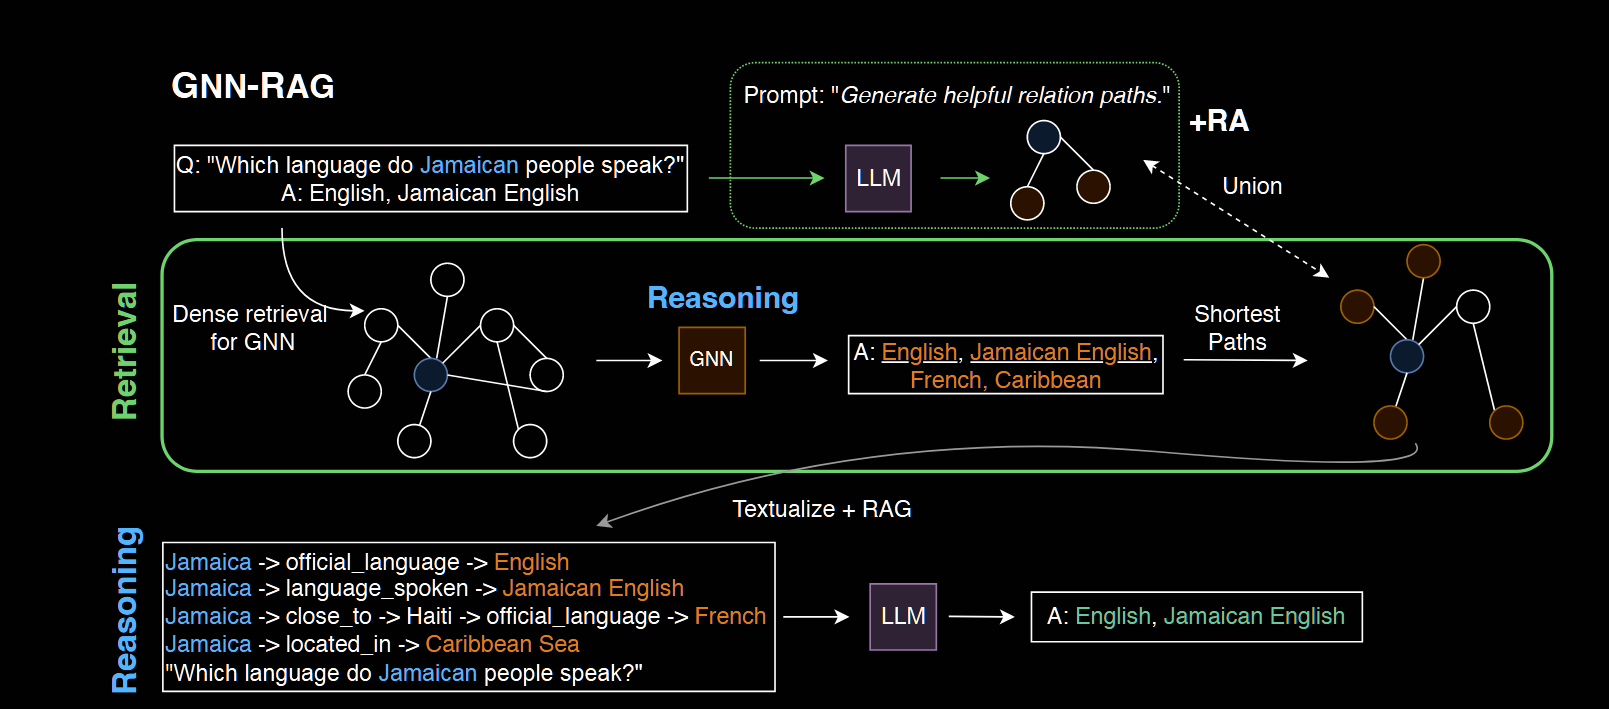 GNN-RAG
Prompt: "Generate helpful relation paths."
+RA
Q: "Which language do Jamaican people speak?"
A: English, Jamaican English
LLM
Union
Retrieval
Dense retrieval
for GNN
Reasoning
GNN
A: English, Jamaican English,
French, Caribbean
Shortest
Paths
Textualize + RAG
Reasoning
Jamaica -> official_language -> English
Jamaica -> language_spoken -> Jamaican English
Jamaica -> close_to -> Haiti -> official_language -> French
Jamaica -> located_in -> Caribbean Sea
"Which language do Jamaican people speak?"
LLM
A: English, Jamaican English